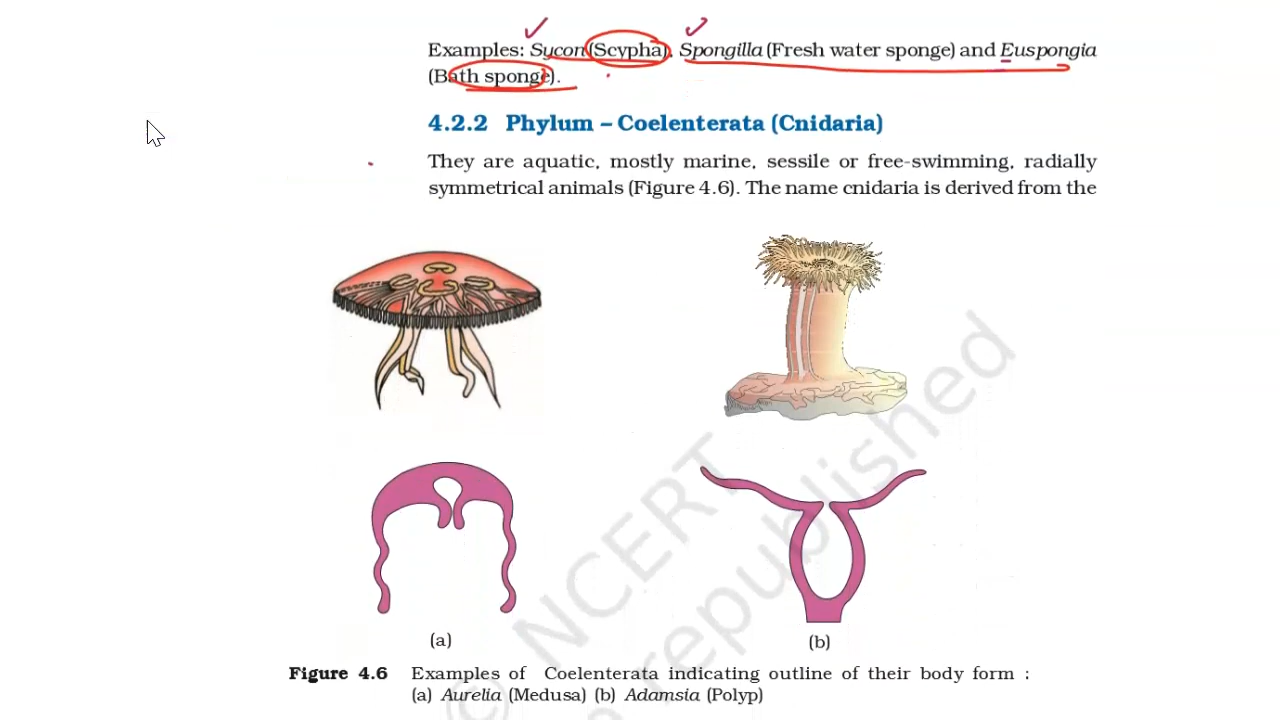 Examples: Sycon (Scypha), Spongilla (Fresh water sponge) and Euspongia
(Bath sponge).
4.2.2 Phylum – Coelenterata (Cnidaria)
They are aquatic, mostly marine, sessile or free-swimming, radially
symmetrical animals (Figure 4.6). The name cnidaria is derived from the
(a)
(b)
Figure 4.6 Examples of Coelenterata indicating outline of their body form :
(a) Aurelia (Medusa) (b) Adamsia (Polyp)
© NCERT
republished